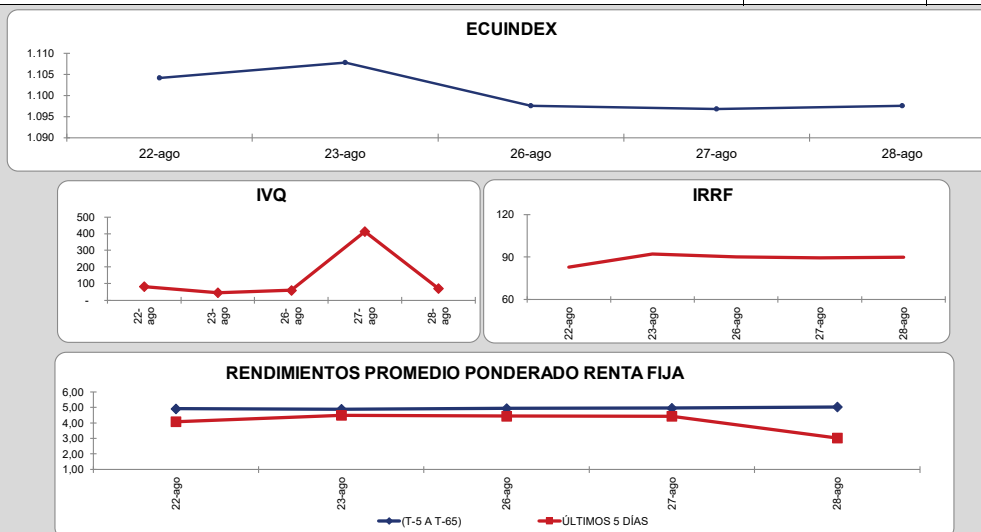 ECUINDEX
1.110
1.105
1.100
1.095
1.090
22-ago 23-ago 26-ago 27-ago 28-ago
IVQ
500
400
300
200
100
-
22-
ago
23-
ago
26-
ago
27-
ago
28-
ago
IRRF
120
90
60
22-ago 23-ago 26-ago 27-ago 28-ago
RENDIMIENTOS PROMEDIO PONDERADO RENTA FIJA
6,00
5,00
4,00
3,00
2,00
1,00
22-ago 23-ago 26-ago 27-ago 28-ago
(T-5 A T-65) ÚLTIMOS 5 DÍAS